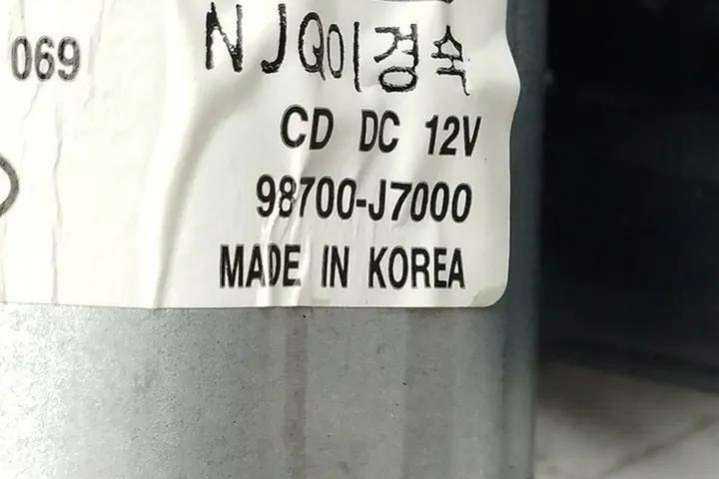 069
NJQ이경숙
CD DC 12V
98700-J7000
MADE IN KOREA